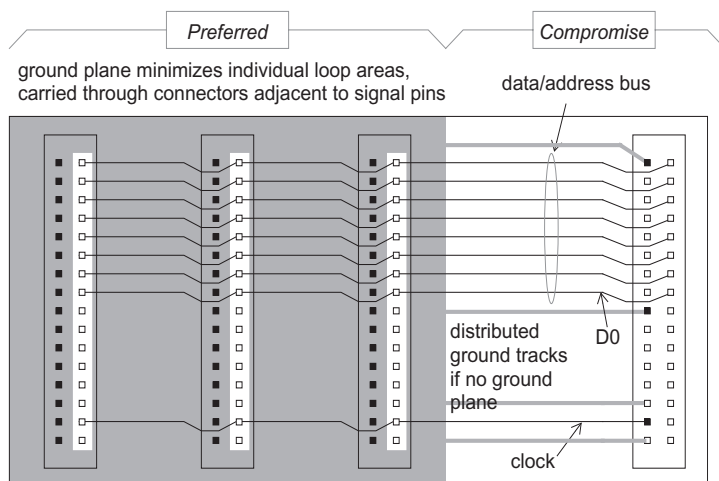 Preferred
Compromise
ground plane minimizes individual loop areas,
carried through connectors adjacent to signal pins
data/address bus
distributed
ground tracks
if no ground
plane
D0
clock